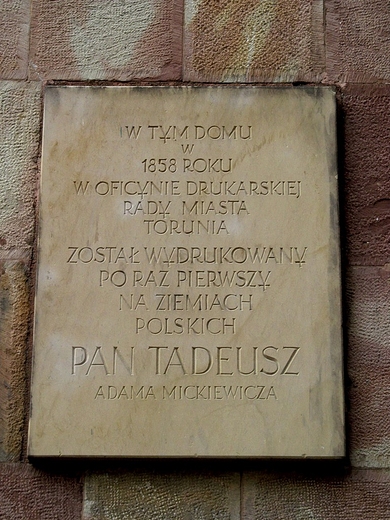 W TYM DOMU
W
1858 ROKU
W OFICYNIE DRUKARSKIEJ
RADY MIASTA
TORUNIA
ZOSTAŁ WYDRUKOWANY
PO RAZ PIERWSZY
NA ZIEMIACH
POLSKICH
PAN TADEUSZ
ADAMA MICKIEWICZA